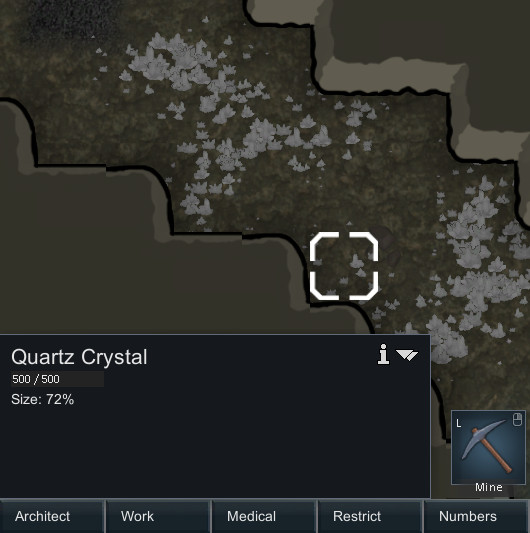 Quartz Crystal
500 / 500
Size: 72%
L
Mine
Architect
Work
Medical
Restrict
Numbers